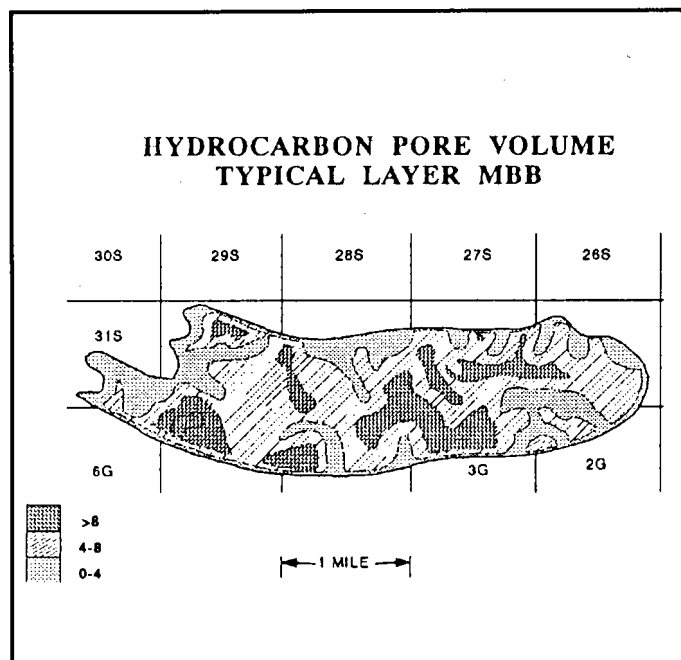 HYDROCARBON PORE VOLUME
TYPICAL LAYER MBB
30S 29S 28S 27S 26S
31S
6G 3G 2G
>8
4-8
0-4
1 MILE